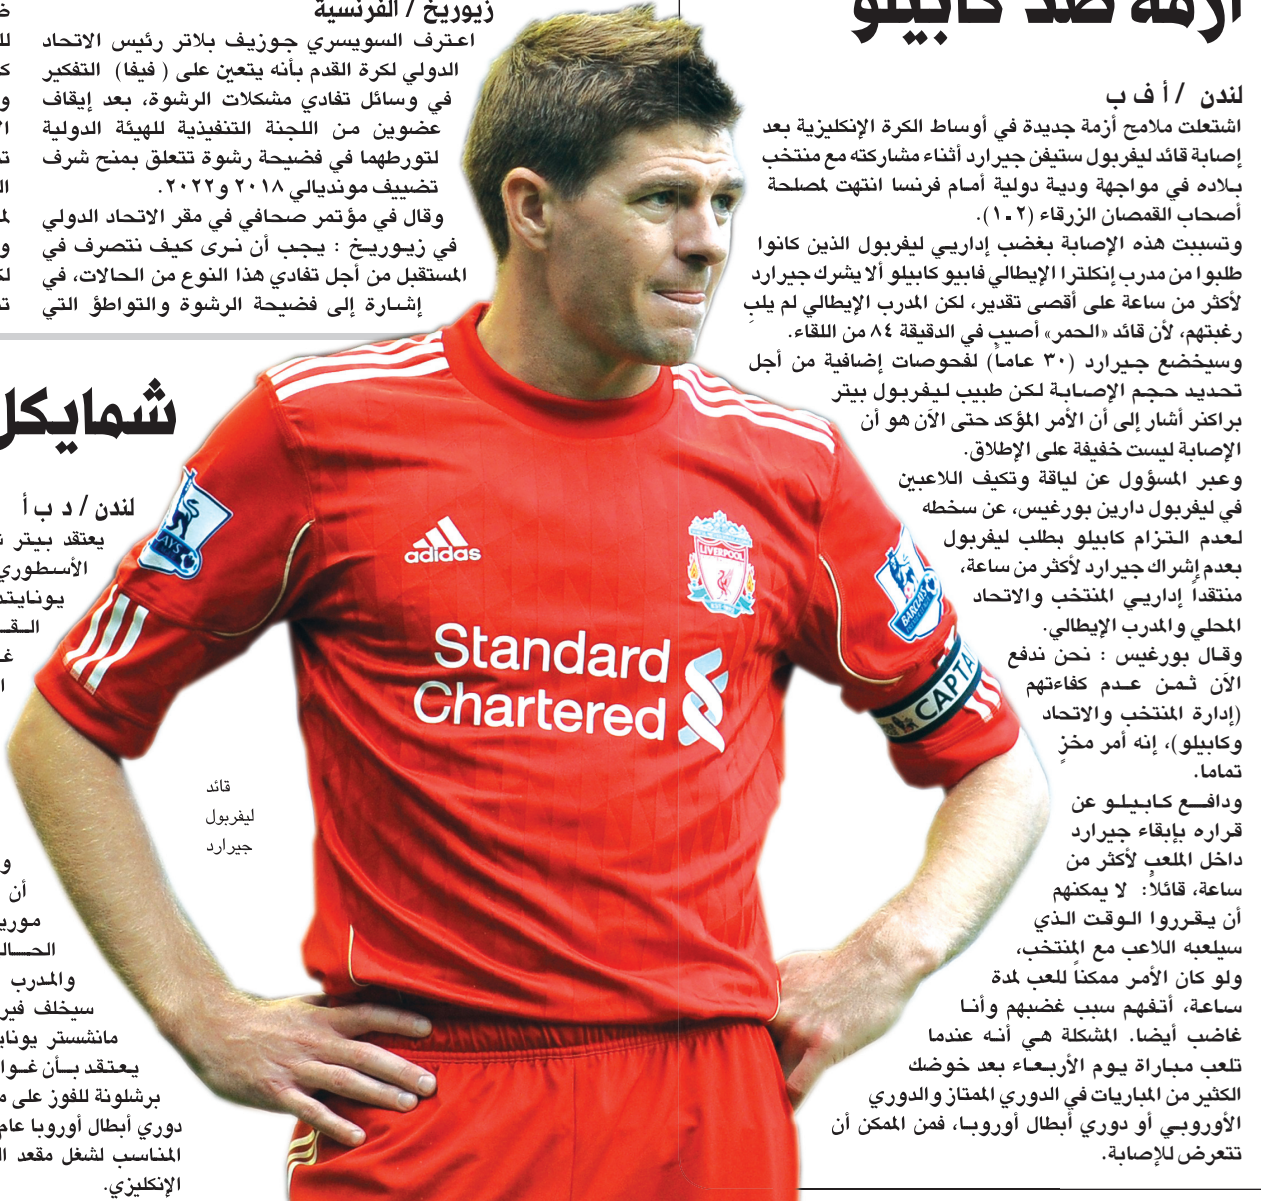 أزمة ضد كابيلو
لندن / أ ف ب
اشتعلت ملامح أزمة جديدة في أوساط الكرة الإنكليزية بعد
إصابة قائد ليفربول ستيفن جيرارد أثناء مشاركته مع منتخب
بلاده في مواجهة ودية دولية أمام فرنسا انتهت لمصلحة
أصحاب القمصان الزرقاء (٢ـ١).
وتسببت هذه الإصابة بغضب إداريي ليفربول الذين كانوا
طلبوا من مدرب إنكلترا الإيطالي فابيو كابيلو ألا يشرك جيرارد
لأكثر من ساعة على أقصى تقدير، لكن المدرب الإيطالي لم يلبِ
رغبتهم، لأن قائد «الحمر» أصيب في الدقيقة ٨٤ من اللقاء.
وسيخضع جيرارد (٣٠ عاماً) لفحوصات إضافية من أجل
تحديد حجم الإصابة لكن طبيب ليفربول بيتر
براكنر أشار إلى أن الأمر المؤكد حتى الآن هو أن
الإصابة ليست خفيفة على الإطلاق.
وعبر المسؤول عن لياقة وتكيف اللاعبين
في ليفربول دارين بورغيس، عن سخطه
لعدم التزام كابيلو بطلب ليفربول
بعدم إشراك جيرارد لأكثر من ساعة،
منتقداً إداريي المنتخب والاتحاد
المحلي والمدرب الإيطالي.
وقال بورغيس : نحن ندفع
الآن ثمن عدم كفاءتهم
(إدارة المنتخب والاتحاد
وكابيلو)، إنه أمر مخزٍ
تماما.
ودافع كابيلو عن
قراره بإبقاء جيرارد
داخل الملعب لأكثر من
ساعة، قائلاً: لا يمكنهم
أن يقرروا الوقت الذي
سيلعبه اللاعب مع المنتخب،
ولو كان الأمر ممكناً للعب لمدة
ساعة، أتفهم سبب غضبهم وأنا
غاضب أيضا. المشكلة هي أنه عندما
تلعب مباراة يوم الأربعاء بعد خوضك
الكثير من المباريات في الدوري الممتاز والدوري
الأوروبي أو دوري أبطال أوروبا، فمن الممكن أن
تتعرض للإصابة.
زيوريخ / الفرنسية
اعترف السويسري جوزيف بلاتر رئيس الاتحاد
الدولي لكرة القدم بأنه يتعين على ( فيفا) التفكير
في وسائل تفادي مشكلات الرشوة، بعد إيقاف
عضوين من اللجنة التنفيذية للهيئة الدولية
لتورطهما في فضيحة رشوة تتعلق بمنح شرف
تضييف مونديالي ٢٠١٨ و٢٠٢٢.
وقال في مؤتمر صحافي في مقر الاتحاد الدولي
في زيوريخ : يجب أن نرى كيف نتصرف في
المستقبل من أجل تفادي هذا النوع من الحالات، في
إشارة إلى فضيحة الرشوة والتواطؤ التي
شمايكل
لندن / د ب أ
يعتقد بيتر
الأسطوري
يونايتد
أن
والمدرب
سيخلف
مانشستر
يعتقد بأن
برشلونة للفوز على
دوري أبطال أوروبا عام
المناسب لشغل مقعد
الإنكليزي.
قائد
ليفربول
جيرارد
adidas
LIVERPOOL
Standard
Chartered
BARCLAYS
CAPTA